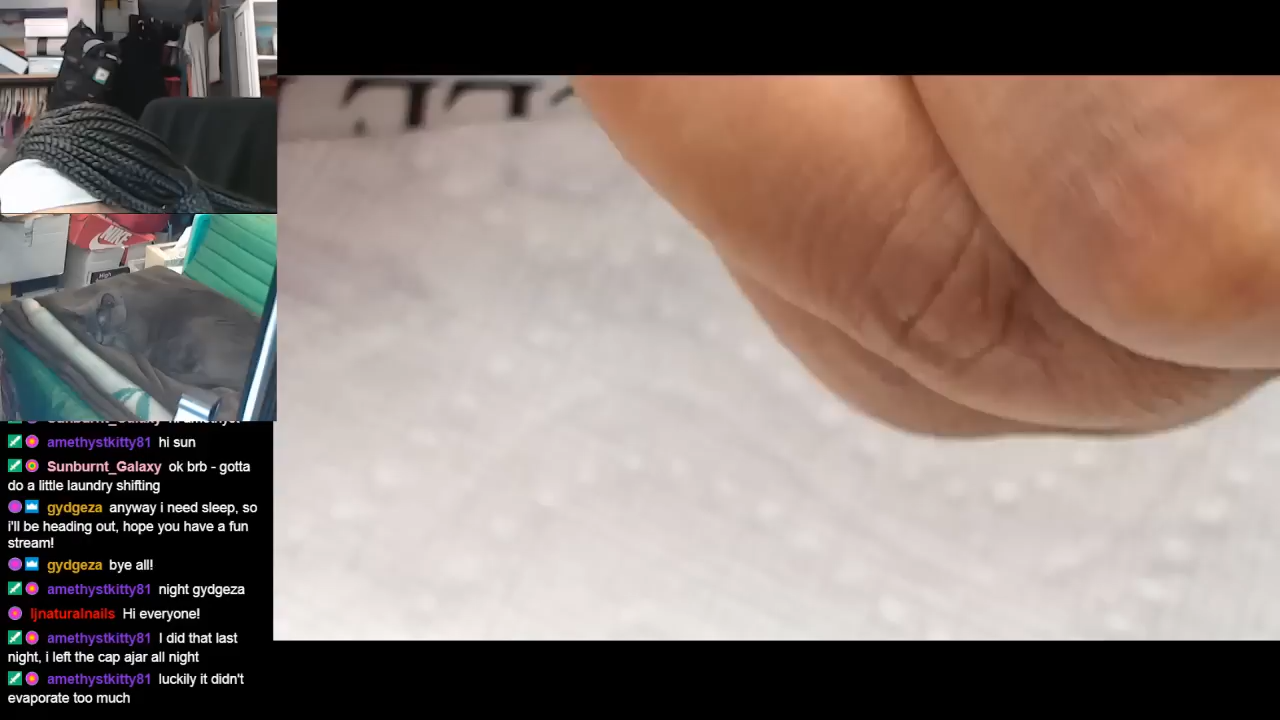 High
amethystkitty81 hi sun
Sunburnt_Galaxy ok brb - gotta
do a little laundry shifting
gydgeza anyway i need sleep, so
i'll be heading out, hope you have a fun
stream!
gydgeza bye all!
amethystkitty81 night gydgeza
ljnaturalnails Hi everyone!
amethystkitty81 I did that last
night, i left the cap ajar all night
amethystkitty81 luckily it didn't
evaporate too much